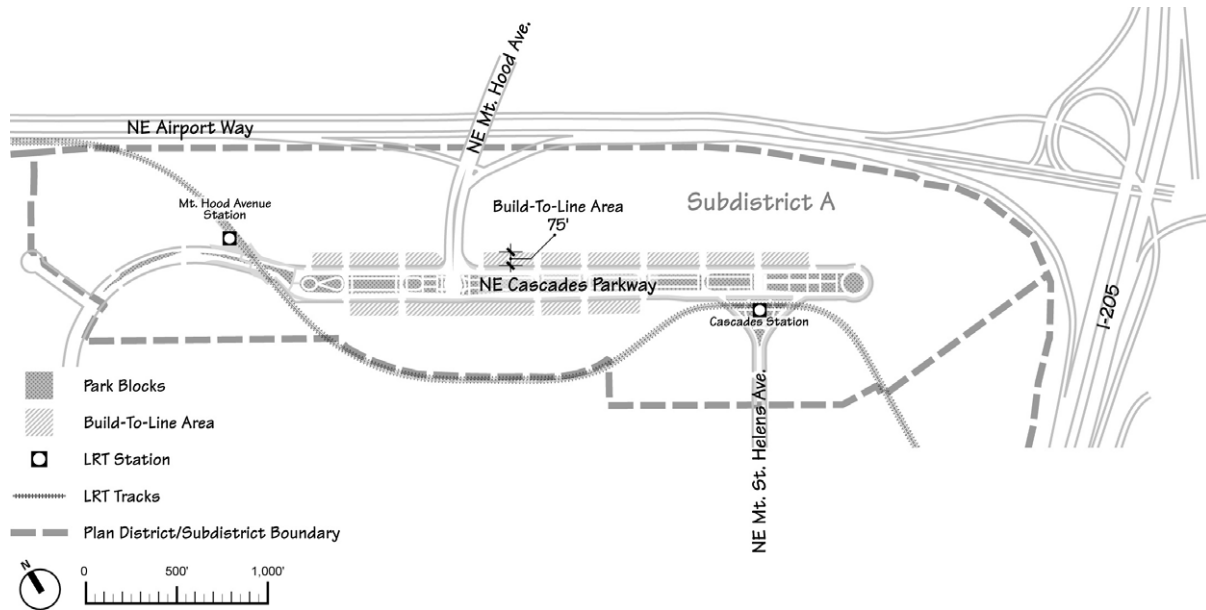 NE Mt. Hood Ave.
NE Airport Way
Mt. Hood Avenue
Station
Build-To-Line Area
75'
Subdistrict A
NE Cascades Parkway
Cascades Station
I-205
NE Mt. St. Helens Ave.
Park Blocks
Build-To-Line Area
LRT Station
LRT Tracks
Plan District/Subdistrict Boundary
N
0 500' 1,000'